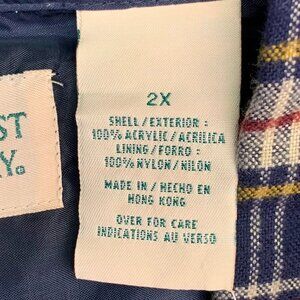 ST
Y.
2X
SHELL/EXTERIOR:
100% ACRYLIC/ACRILICA
LINING/FORRO:
100% NYLON/NILON
MADE IN/HECHO EN
HONG KONG
OVER FOR CARE
INDICATIONS AU VERSO